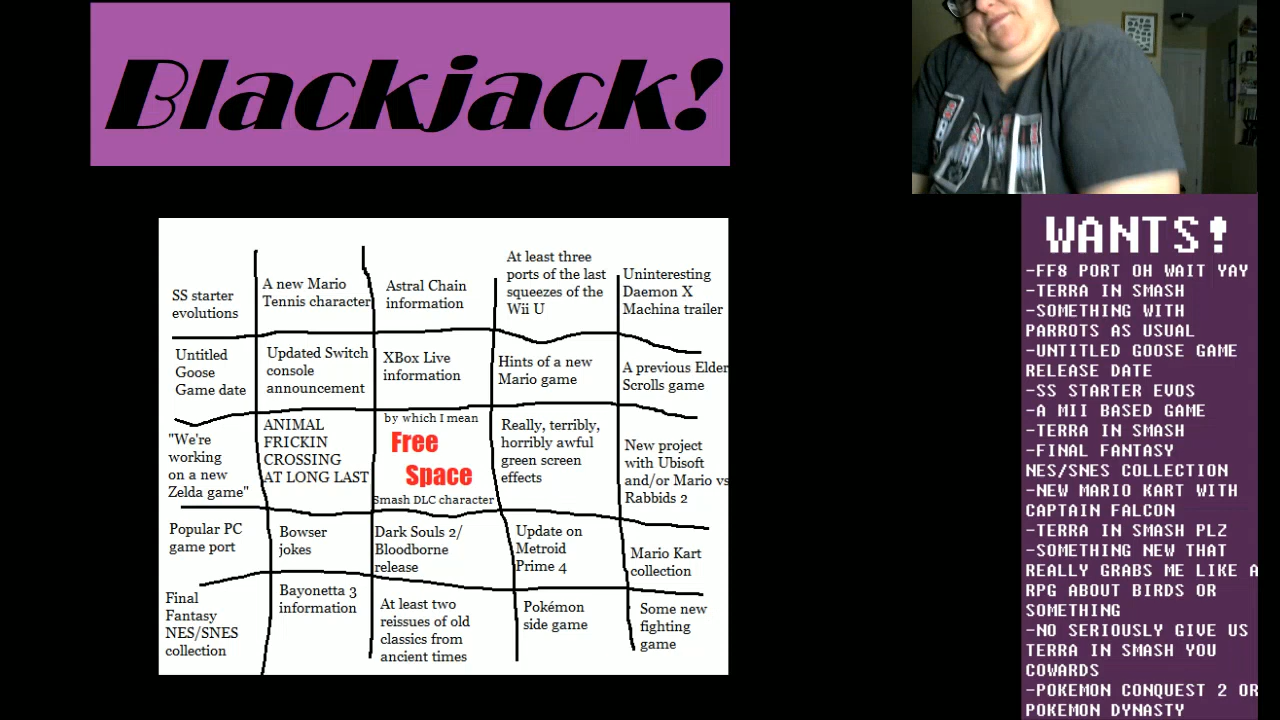 Blackjack!
SS starter
evolutions
A new Mario
Tennis character
Astral Chain
information
At least three
ports of the last
squeezes of the
Wii U
Uninteresting
Daemon X
Machina trailer
Untitled
Goose
Game date
Updated Switch
console
announcement
XBox Live
information
Hints of a new
Mario game
A previous Elder
Scrolls game
"We're
working
on a new
Zelda game"
ANIMAL
FRICKIN
CROSSING
AT LONG LAST
by which I mean
Free
Space
Smash DLC character
Really, terribly,
horribly awful
green screen
effects
New project
with Ubisoft
and/or Mario vs
Rabbids 2
Popular PC
game port
Bowser
jokes
Dark Souls 2/
Bloodborne
release
Update on
Metroid
Prime 4
Mario Kart
collection
Final
Fantasy
NES/SNES
collection
Bayonetta 3
information
At least two
reissues of old
classics from
ancient times
Pokémon
side game
Some new
fighting
game
WANTS!
-FF8 PORT OH WAIT YAY
-TERRA IN SMASH
-SOMETHING WITH
PARROTS AS USUAL
-UNTITLED GOOSE GAME
RELEASE DATE
-SS STARTER EVOS
-A MII BASED GAME
-TERRA IN SMASH
-FINAL FANTASY
NES/SNES COLLECTION
-NEW MARIO KART WITH
CAPTAIN FALCON
-TERRA IN SMASH PLZ
-SOMETHING NEW THAT
REALLY GRABS ME LIKE A
RPG ABOUT BIRDS OR
SOMETHING
-NO SERIOUSLY GIVE US
TERRA IN SMASH YOU
COWARDS
-POKEMON CONQUEST 2 OR
POKEMON DYNASTY